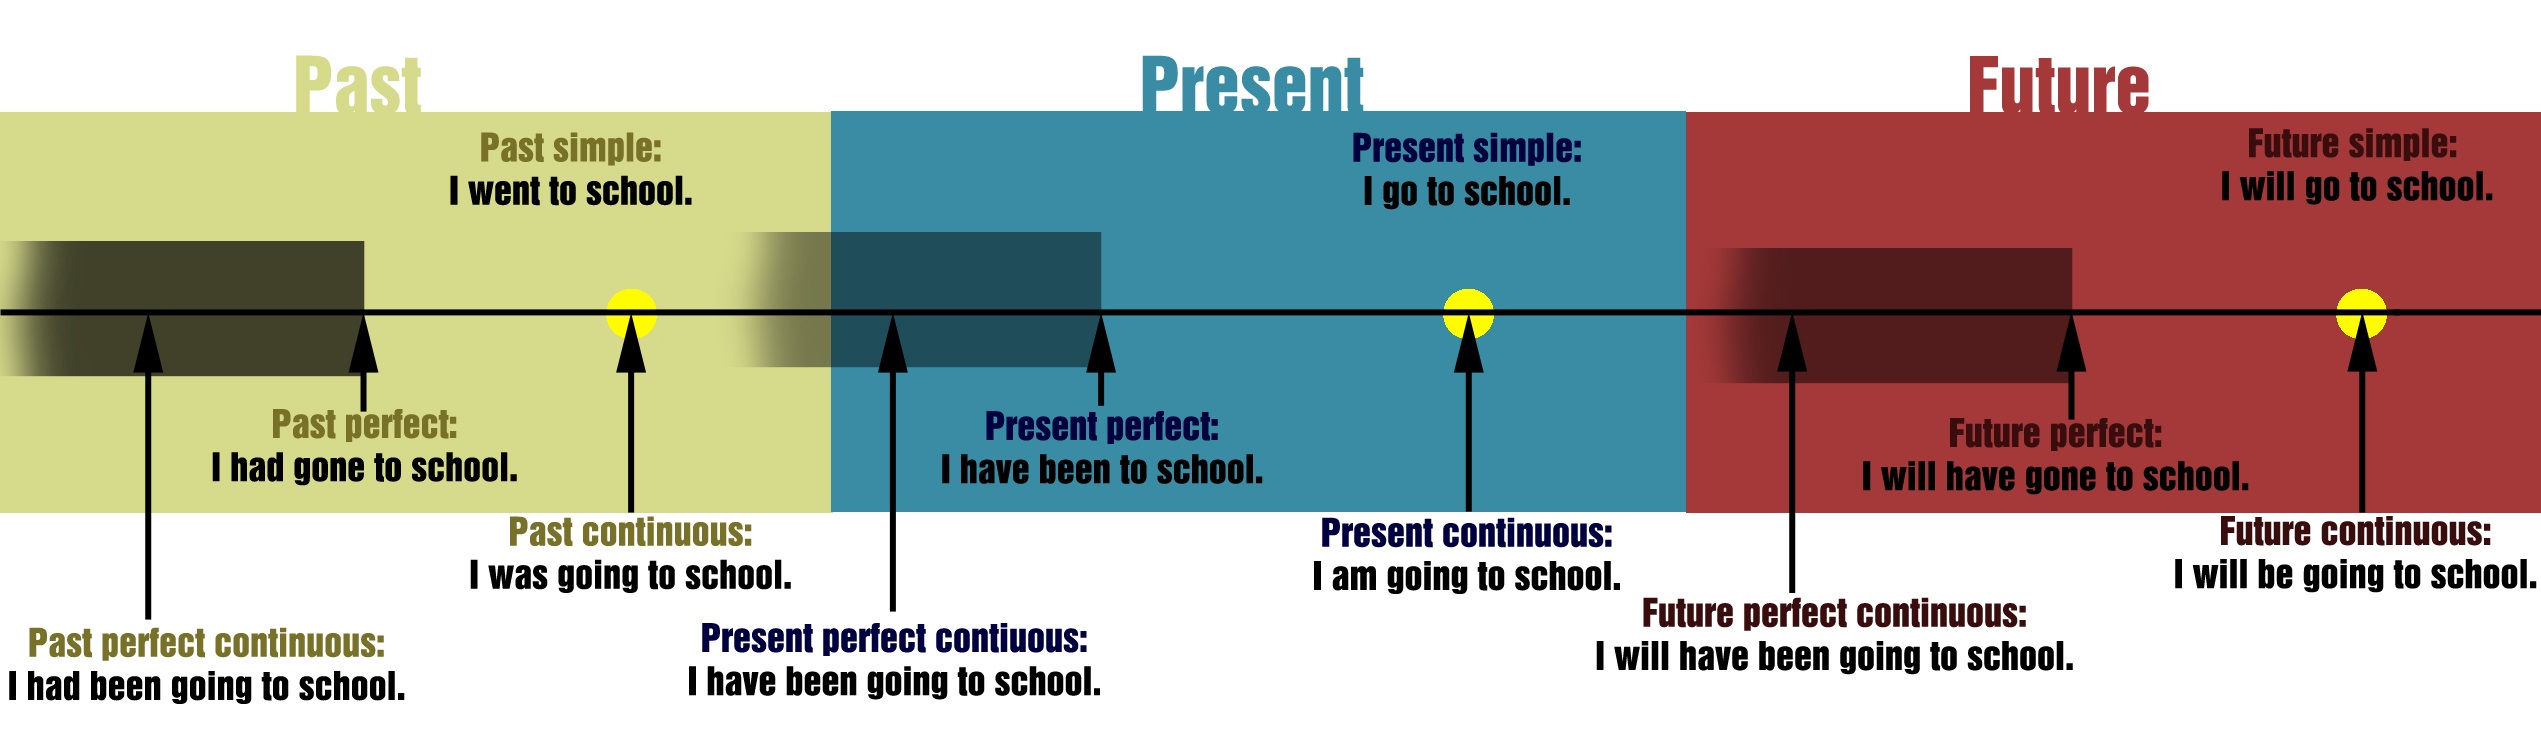 Past
Present
Future
Past simple:
I went to school.
Present simple:
I go to school.
Future simple:
I will go to school.
Past perfect:
I had gone to school.
Present perfect:
I have been to school.
Future perfect:
I will have gone to school.
Past continuous:
I was going to school.
Present continuous:
I am going to school.
Future continuous:
I will be going to school.
Past perfect continuous:
I had been going to school.
Present perfect contiuous:
I have been going to school.
Future perfect continuous:
I will have been going to school.